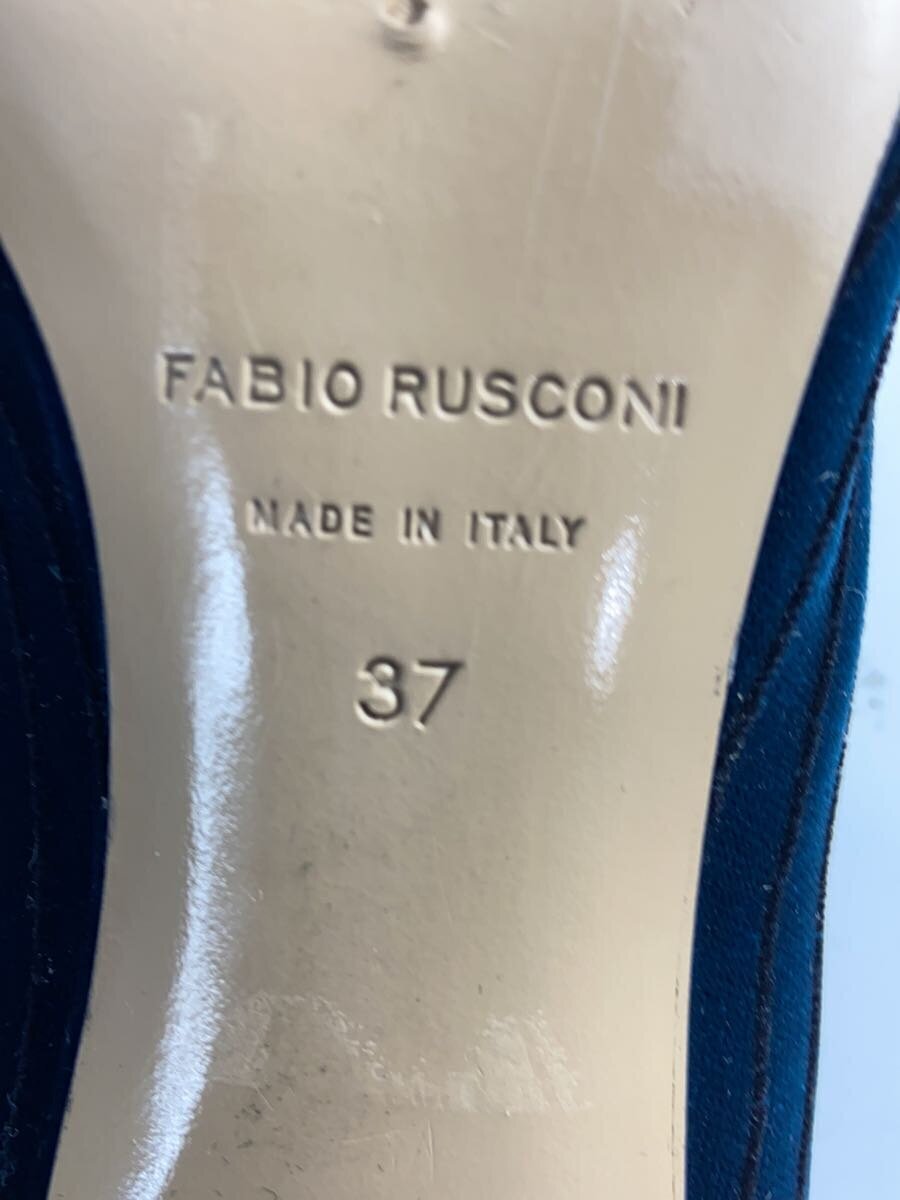 FABIO RUSCONI
MADE IN ITALY
37